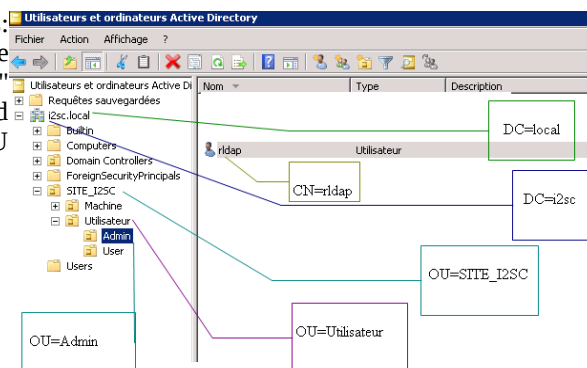 :
e
"
d
U
Utilisateurs et ordinateurs Active Directory
Fichier Action Affichage ?
Utilisateurs et ordinateurs Active Di
Requêtes sauvegardées
i2sc.local
Builtin
Computers
Domain Controllers
ForeignSecurityPrincipals
SITE_I2SC
Machine
Utilisateur
Admin
User
Users
Nom Type Description
rldap Utilisateur
DC=local
CN=rldap
DC=i2sc
OU=SITE_I2SC
OU=Utilisateur
OU=Admin